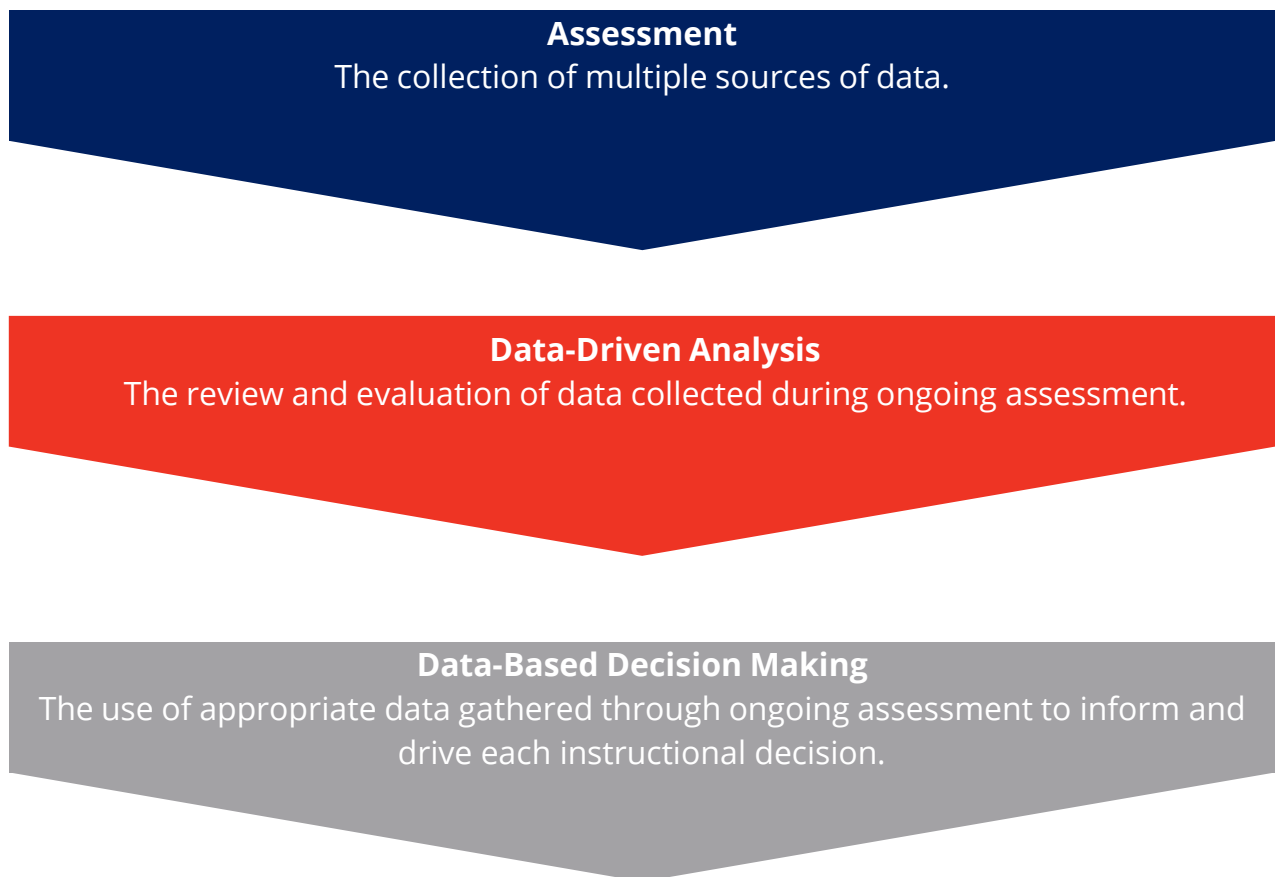 Assessment
The collection of multiple sources of data.
Data-Driven Analysis
The review and evaluation of data collected during ongoing assessment.
Data-Based Decision Making
The use of appropriate data gathered through ongoing assessment to inform and
drive each instructional decision.